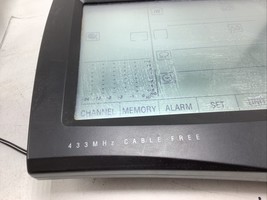 CHANNEL MEMORY ALARM SET
433MHz CABLE FREE